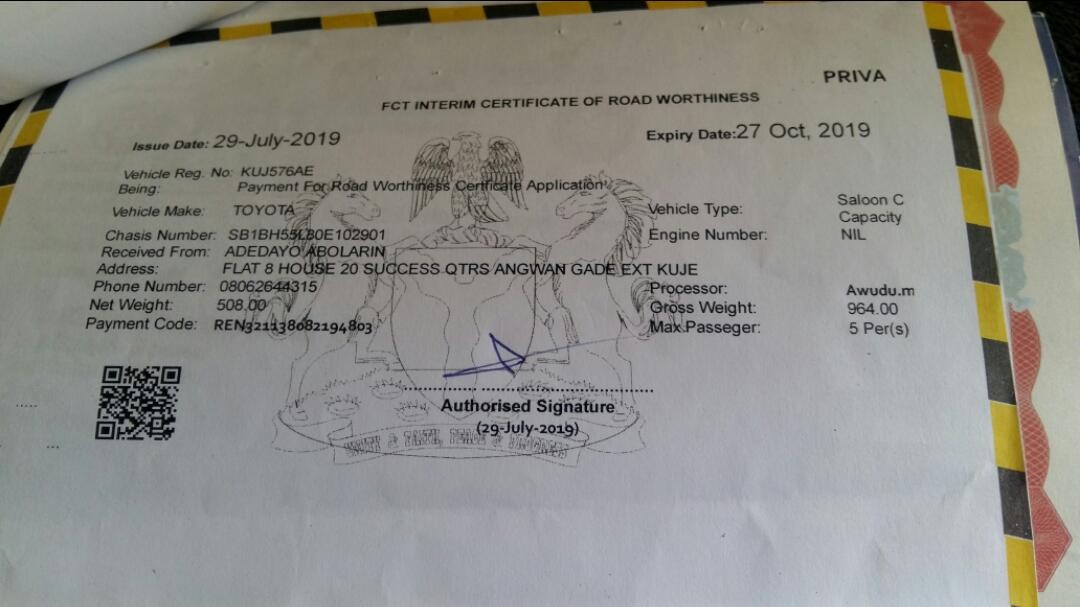 PRIVA
FCT INTERIM CERTIFICATE OF ROAD WORTHINESS
Issue Date: 29-July-2019
Expiry Date:27 Oct, 2019
Vehicle Reg. No: KUJ576AE
Being: Payment For Road Worthiness Certficate Application
Vehicle Make: TOYOTA
Vehicle Type: Saloon C
Capacity
Chasis Number: SB1BH55L80E102901
Engine Number: NIL
Received From: ADEDAYO ABOLARIN
Address: FLAT 8 HOUSE 20 SUCCESS QTRS ANGWAN GADE EXT KUJE
Phone Number: 08062644315
Processor: Awudu.m
Net Weight: 508.00
Gross Weight: 964.00
Payment Code: REN321138082194803
Max.Passeger: 5 Per(s)
Authorised Signature
(29-July-2019)
UNITY & FAITH, PEACE & PROGRESS